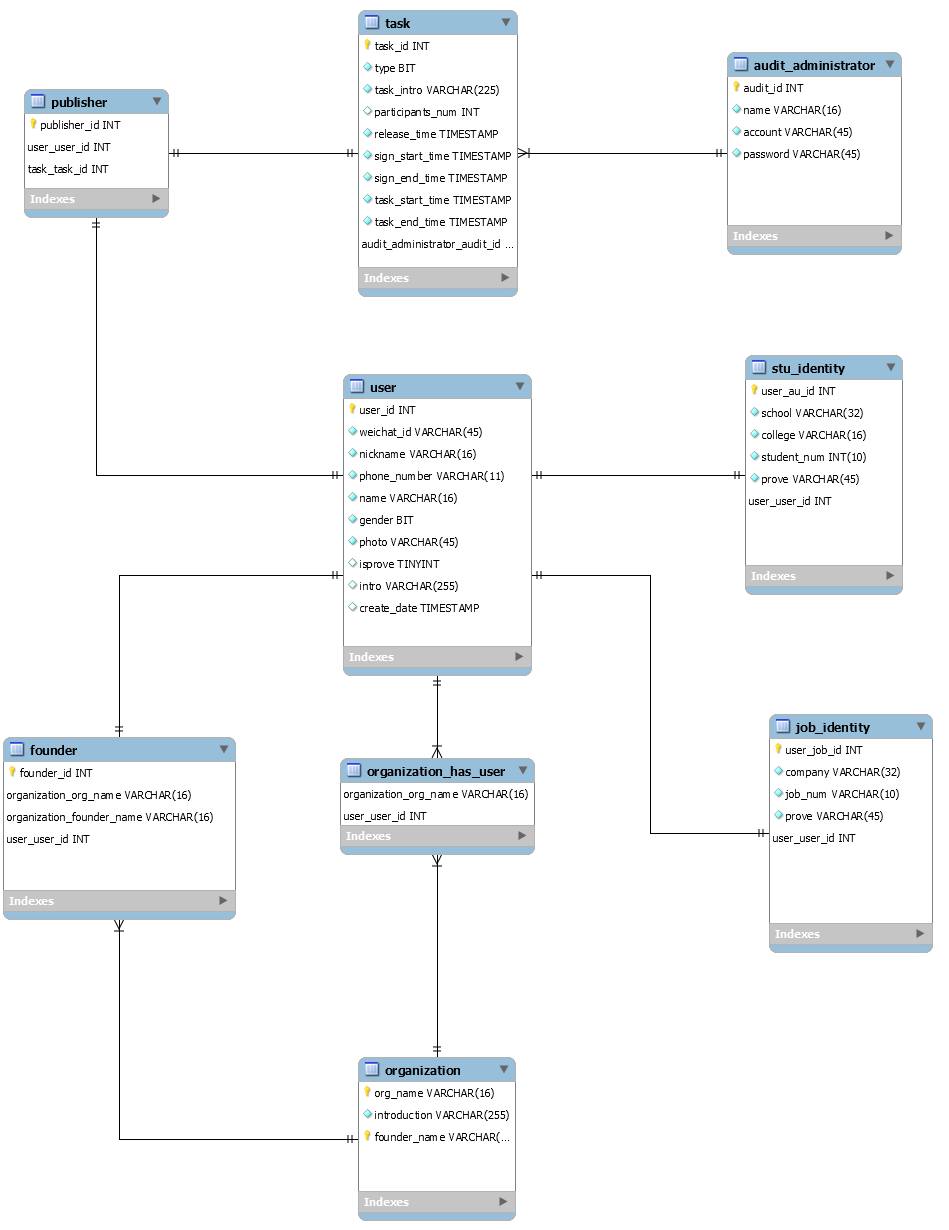 task
task_id INT
type BIT
task_intro VARCHAR(225)
participants_num INT
release_time TIMESTAMP
sign_start_time TIMESTAMP
sign_end_time TIMESTAMP
task_start_time TIMESTAMP
task_end_time TIMESTAMP
audit_administrator_audit_id ...
Indexes
audit_administrator
audit_id INT
name VARCHAR(16)
account VARCHAR(45)
password VARCHAR(45)
Indexes
publisher
publisher_id INT
user_user_id INT
task_task_id INT
Indexes
user
user_id INT
weichat_id VARCHAR(45)
nickname VARCHAR(16)
phone_number VARCHAR(11)
name VARCHAR(16)
gender BIT
photo VARCHAR(45)
isprove TINYINT
intro VARCHAR(255)
create_date TIMESTAMP
Indexes
stu_identity
user_au_id INT
school VARCHAR(32)
college VARCHAR(16)
student_num INT(10)
prove VARCHAR(45)
user_user_id INT
Indexes
founder
founder_id INT
organization_org_name VARCHAR(16)
organization_founder_name VARCHAR(16)
user_user_id INT
Indexes
organization_has_user
organization_org_name VARCHAR(16)
user_user_id INT
Indexes
job_identity
user_job_id INT
company VARCHAR(32)
job_num VARCHAR(10)
prove VARCHAR(45)
user_user_id INT
Indexes
organization
org_name VARCHAR(16)
introduction VARCHAR(255)
founder_name VARCHAR(...
Indexes